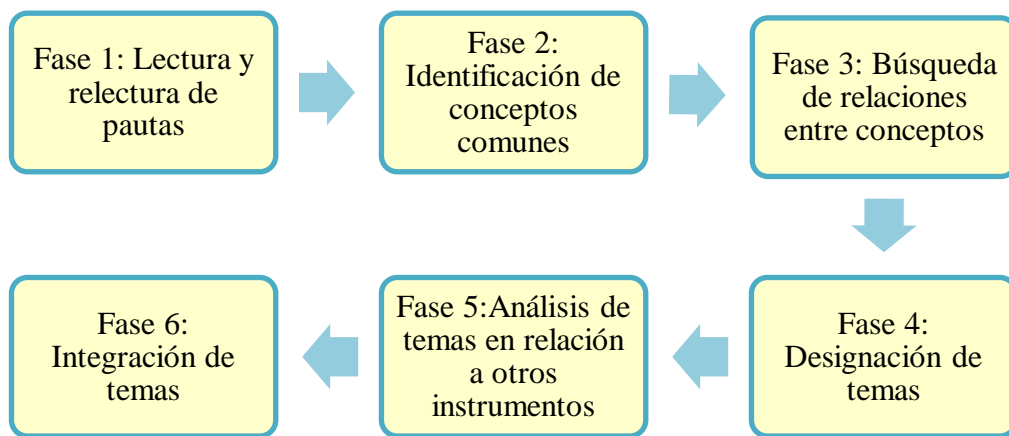 Fase 1: Lectura y
relectura de
pautas
Fase 2:
Identificación de
conceptos
comunes
Fase 3: Búsqueda
de relaciones
entre conceptos
Fase 4:
Designación de
temas
Fase 5:Análisis de
temas en relación
a otros
instrumentos
Fase 6:
Integración de
temas